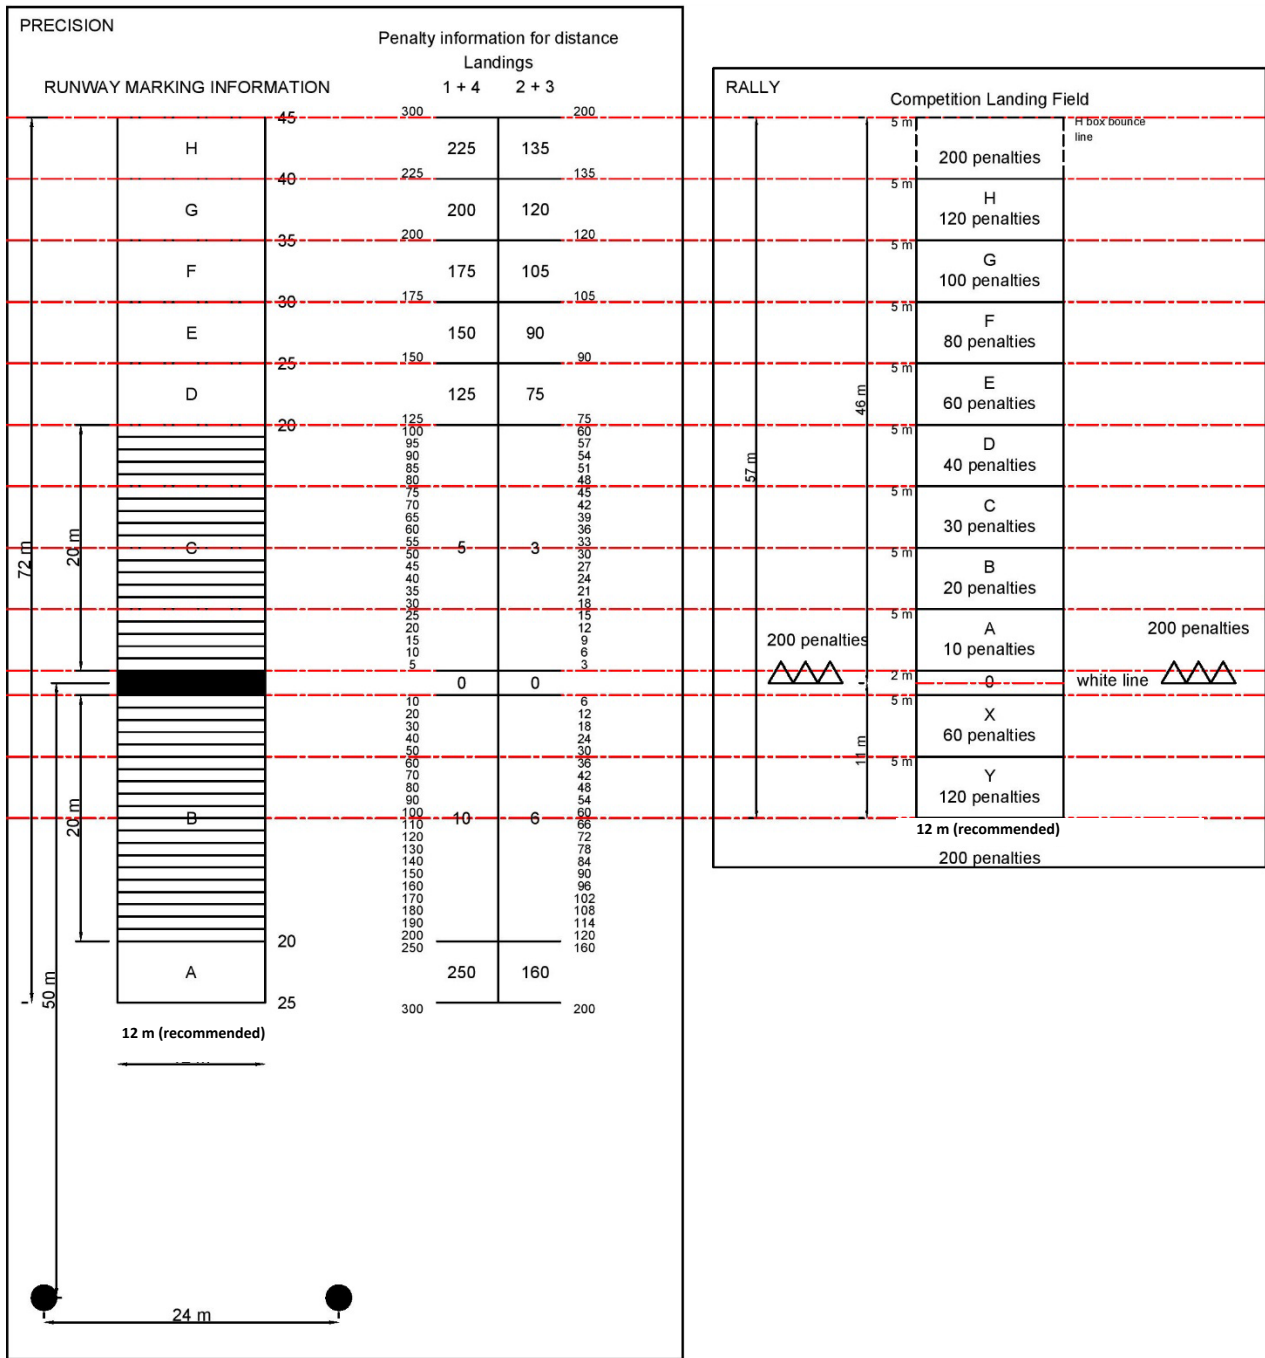 PRECISION
Penalty information for distance
Landings
RUNWAY MARKING INFORMATION 1 + 4 2 + 3
45 300 200
H 225 135
40 225 135
G 200 120
35 200 120
F 175 105
30 175 105
E 150 90
25 150 90
D 125 75
20 125 75
100 60
95 57
90 54
85 51
80 48
75 45
70 42
65 39
60 36
55 33
C 5 3
50 30
45 27
40 24
35 21
30 18
25 15
20 12
15 9
10 6
5 3
0 0
10 6
20 12
30 18
40 24
50 30
60 36
70 42
80 48
90 54
100 60
B 10 6
110 66
120 72
130 78
140 84
150 90
160 96
170 102
180 108
190 114
200 120
20
250 160
A 250 160
25
300 200
72 m
20 m
20 m
50 m
12 m (recommended)
24 m
RALLY
Competition Landing Field
5 m
H box bounce
line
200 penalties
5 m
H
120 penalties
5 m
G
100 penalties
5 m
F
80 penalties
5 m
E
60 penalties
5 m
D
40 penalties
5 m
C
30 penalties
5 m
B
20 penalties
5 m
A
10 penalties
200 penalties
200 penalties
2 m
0
white line
5 m
X
60 penalties
5 m
Y
120 penalties
57 m
46 m
11 m
12 m (recommended)
200 penalties